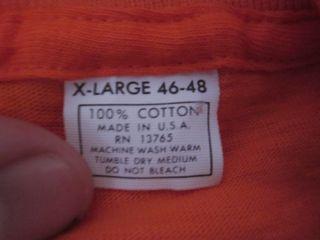 X-LARGE 46-48
100% COTTON
MADE IN U.S.A.
RN 13765
MACHINE WASH WARM
TUMBLE DRY MEDIUM
DO NOT BLEACH